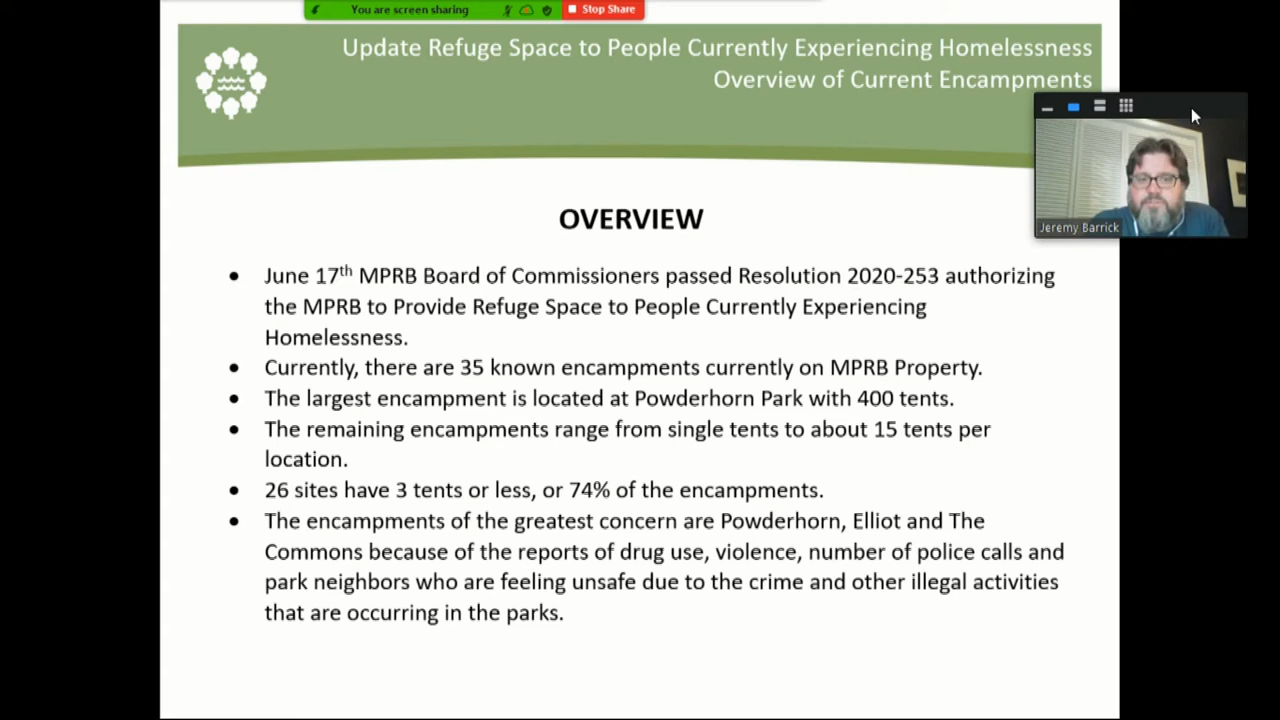 You are screen sharing
Stop Share
Update Refuge Space to People Currently Experiencing Homelessness
Overview of Current Encampments
Jeremy Barrick
OVERVIEW
• June 17th MPRB Board of Commissioners passed Resolution 2020-253 authorizing
the MPRB to Provide Refuge Space to People Currently Experiencing
Homelessness.
• Currently, there are 35 known encampments currently on MPRB Property.
• The largest encampment is located at Powderhorn Park with 400 tents.
• The remaining encampments range from single tents to about 15 tents per
location.
• 26 sites have 3 tents or less, or 74% of the encampments.
• The encampments of the greatest concern are Powderhorn, Elliot and The
Commons because of the reports of drug use, violence, number of police calls and
park neighbors who are feeling unsafe due to the crime and other illegal activities
that are occurring in the parks.